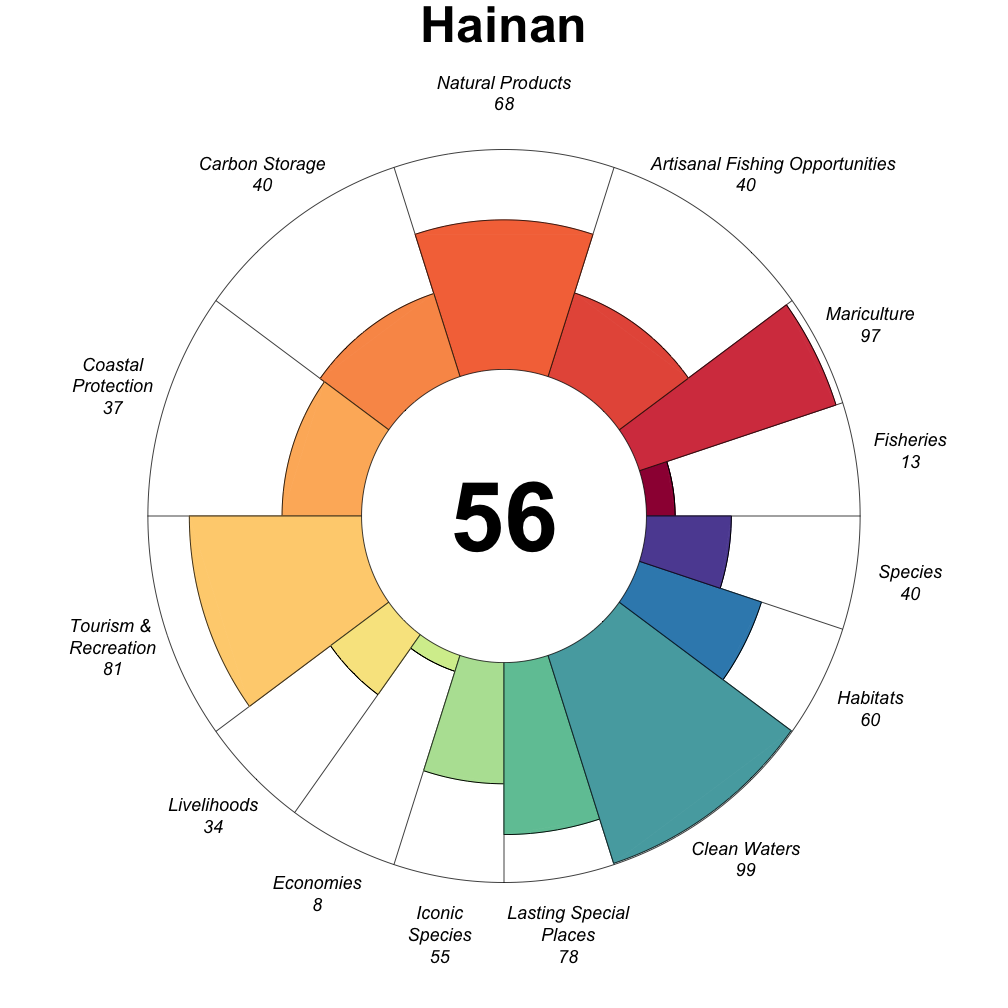 Hainan
Natural Products
68
Carbon Storage
40
Artisanal Fishing Opportunities
40
Mariculture
97
Coastal
Protection
37
Fisheries
13
56
Species
40
Tourism &
Recreation
81
Habitats
60
Livelihoods
34
Clean Waters
99
Economies
8
Iconic
Species
55
Lasting Special
Places
78